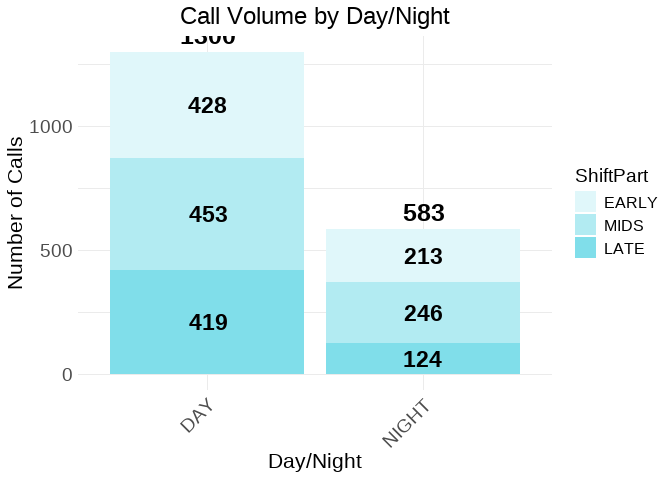 Call Volume by Day/Night
1300
428
453
419
583
213
246
124
1000
500
0
Number of Calls
DAY
NIGHT
Day/Night
ShiftPart
EARLY
MIDS
LATE